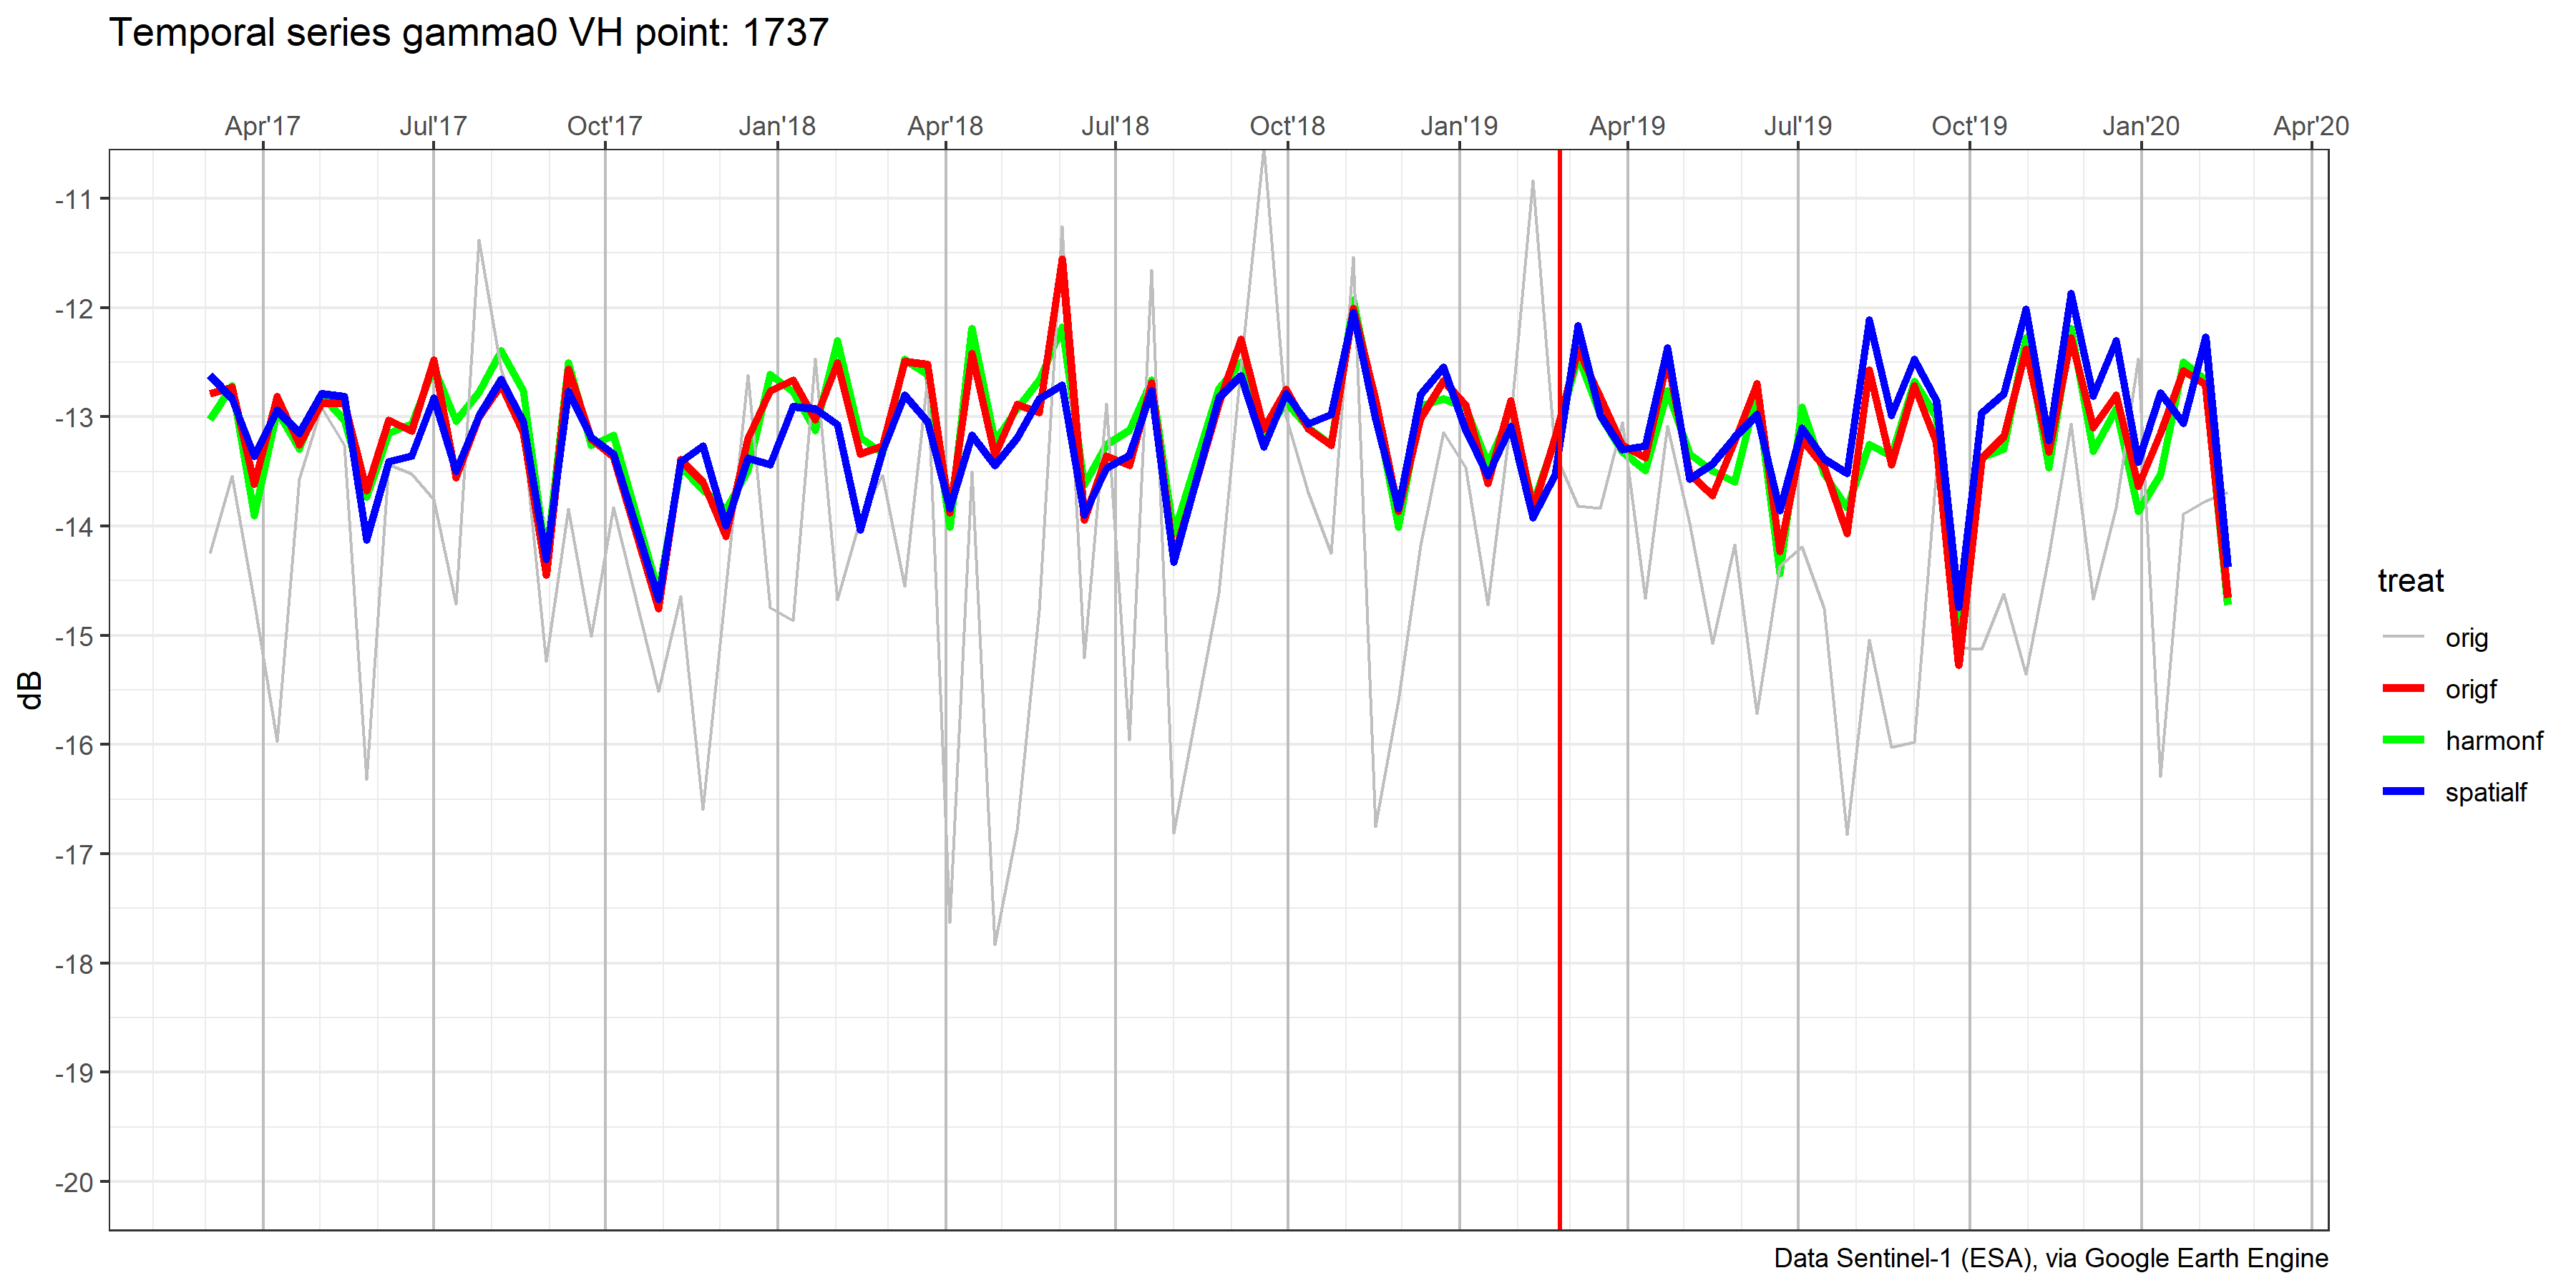 Temporal series gamma0 VH point: 1737
Apr'17 Jul'17 Oct'17 Jan'18 Apr'18 Jul'18 Oct'18 Jan'19 Apr'19 Jul'19 Oct'19 Jan'20 Apr'20
-11
-12
-13
-14
-15
-16
-17
-18
-19
-20
dB
treat
orig
origf
harmonf
spatialf
Data Sentinel-1 (ESA), via Google Earth Engine